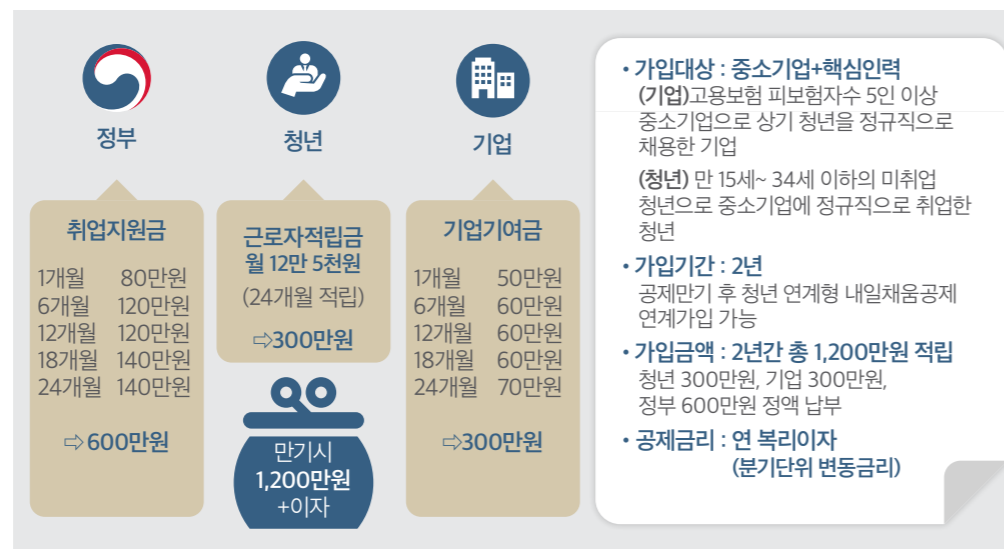 정부
취업지원금
1개월 80만원
6개월 120만원
12개월 120만원
18개월 140만원
24개월 140만원
⇨600만원
청년
근로자적립금
월 12만 5천원
(24개월 적립)
⇨300만원
만기시
1,200만원
+이자
기업
기업기여금
1개월 50만원
6개월 60만원
12개월 60만원
18개월 60만원
24개월 70만원
⇨300만원
• 가입대상 : 중소기업+핵심인력
(기업)고용보험 피보험자수 5인 이상
중소기업으로 상기 청년을 정규직으로
채용한 기업
(청년) 만 15세~ 34세 이하의 미취업
청년으로 중소기업에 정규직으로 취업한
청년
• 가입기간 : 2년
공제만기 후 청년 연계형 내일채움공제
연계가입 가능
• 가입금액 : 2년간 총 1,200만원 적립
청년 300만원, 기업 300만원,
정부 600만원 정액 납부
• 공제금리 : 연 복리이자
(분기단위 변동금리)